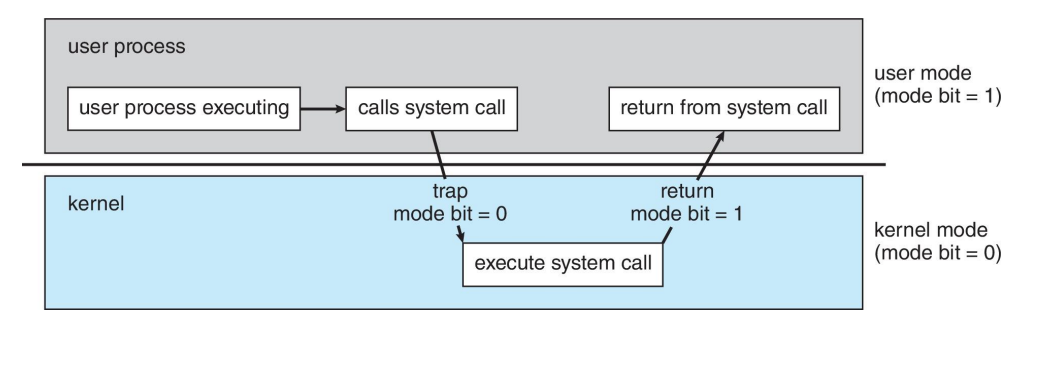 user process
user process executing
calls system call
return from system call
user mode
(mode bit = 1)
kernel
trap
mode bit = 0
return
mode bit = 1
execute system call
kernel mode
(mode bit = 0)